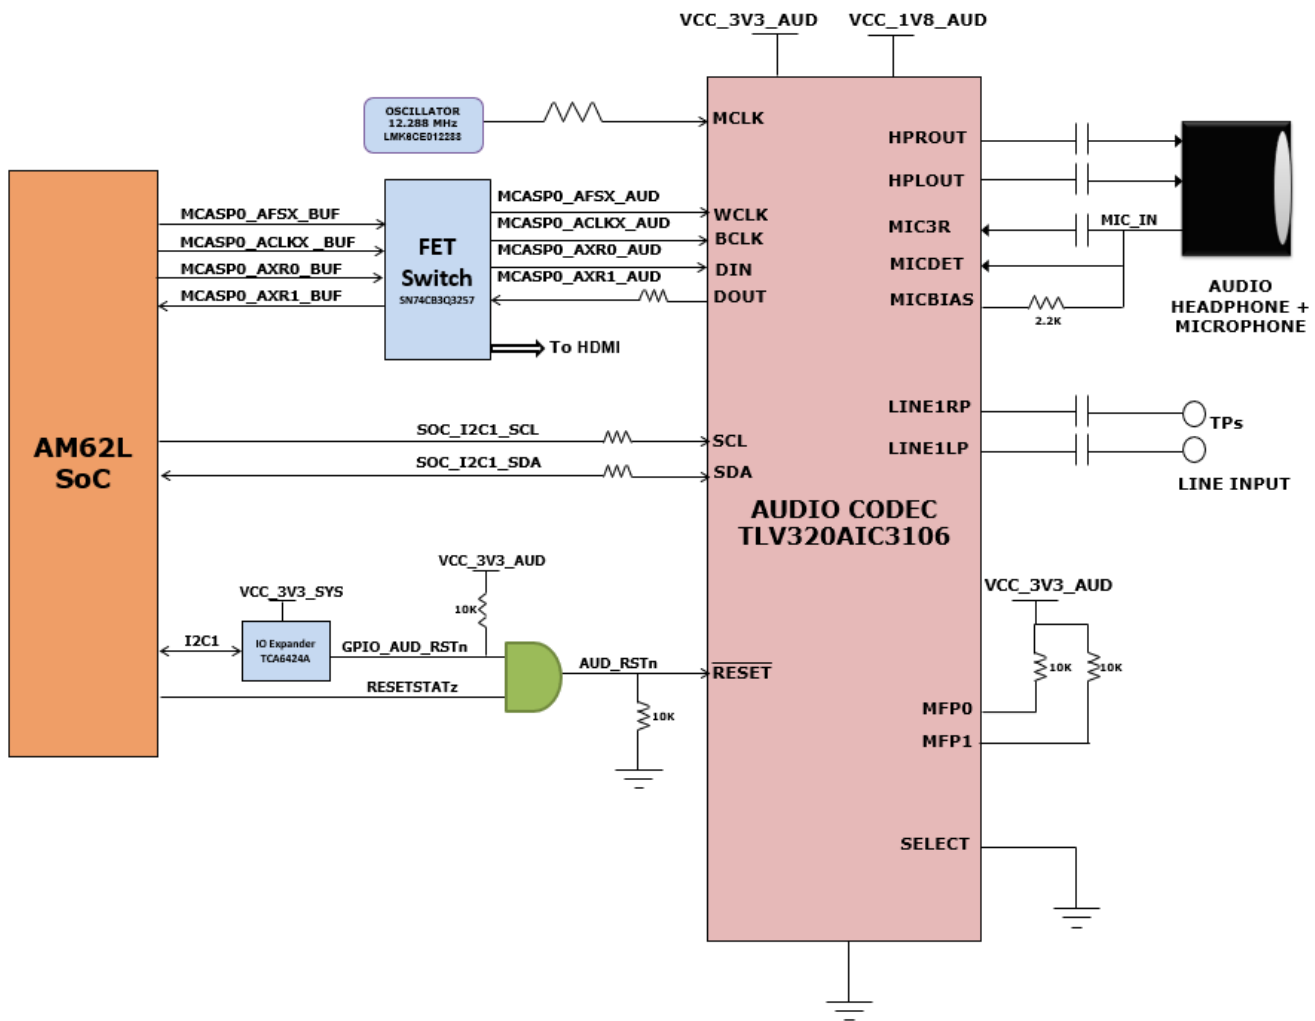 VCC_3V3_AUD
VCC_1V8_AUD
OSCILLATOR
12.288 MHz
LMK6CE012288
MCLK
HPROUT
HPLOUT
MIC3R
MIC_IN
MICDET
MICBIAS
2.2K
AUDIO
HEADPHONE +
MICROPHONE
MCASP0_AFSX_BUF
MCASP0_ACLKX _BUF
MCASP0_AXR0_BUF
MCASP0_AXR1_BUF
FET
Switch
SN74CB3Q3257
MCASP0_AFSX_AUD
MCASP0_ACLKX_AUD
MCASP0_AXR0_AUD
MCASP0_AXR1_AUD
WCLK
BCLK
DIN
DOUT
To HDMI
LINE1RP
LINE1LP
TPs
LINE INPUT
AM62L
SoC
SOC_I2C1_SCL
SOC_I2C1_SDA
SCL
SDA
AUDIO CODEC
TLV320AIC3106
VCC_3V3_AUD
10K
VCC_3V3_SYS
I2C1
IO Expander
TCA6424A
GPIO_AUD_RSTn
RESETSTATz
AUD_RSTn
10K
RESET
VCC_3V3_AUD
10K
10K
MFP0
MFP1
SELECT